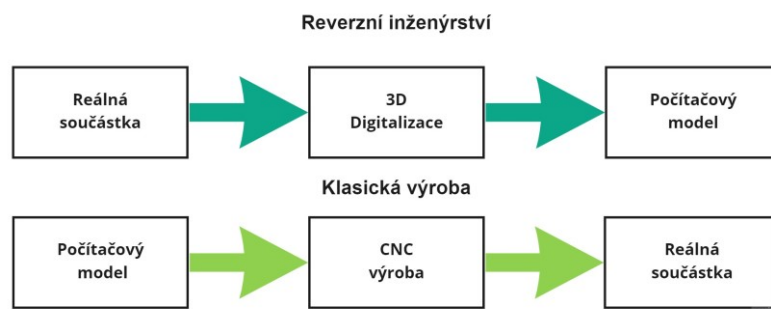 Reverzní inženýrství
Reálná
součástka
3D
Digitalizace
Počítačový
model
Klasická výroba
Počítačový
model
CNC
výroba
Reálná
součástka